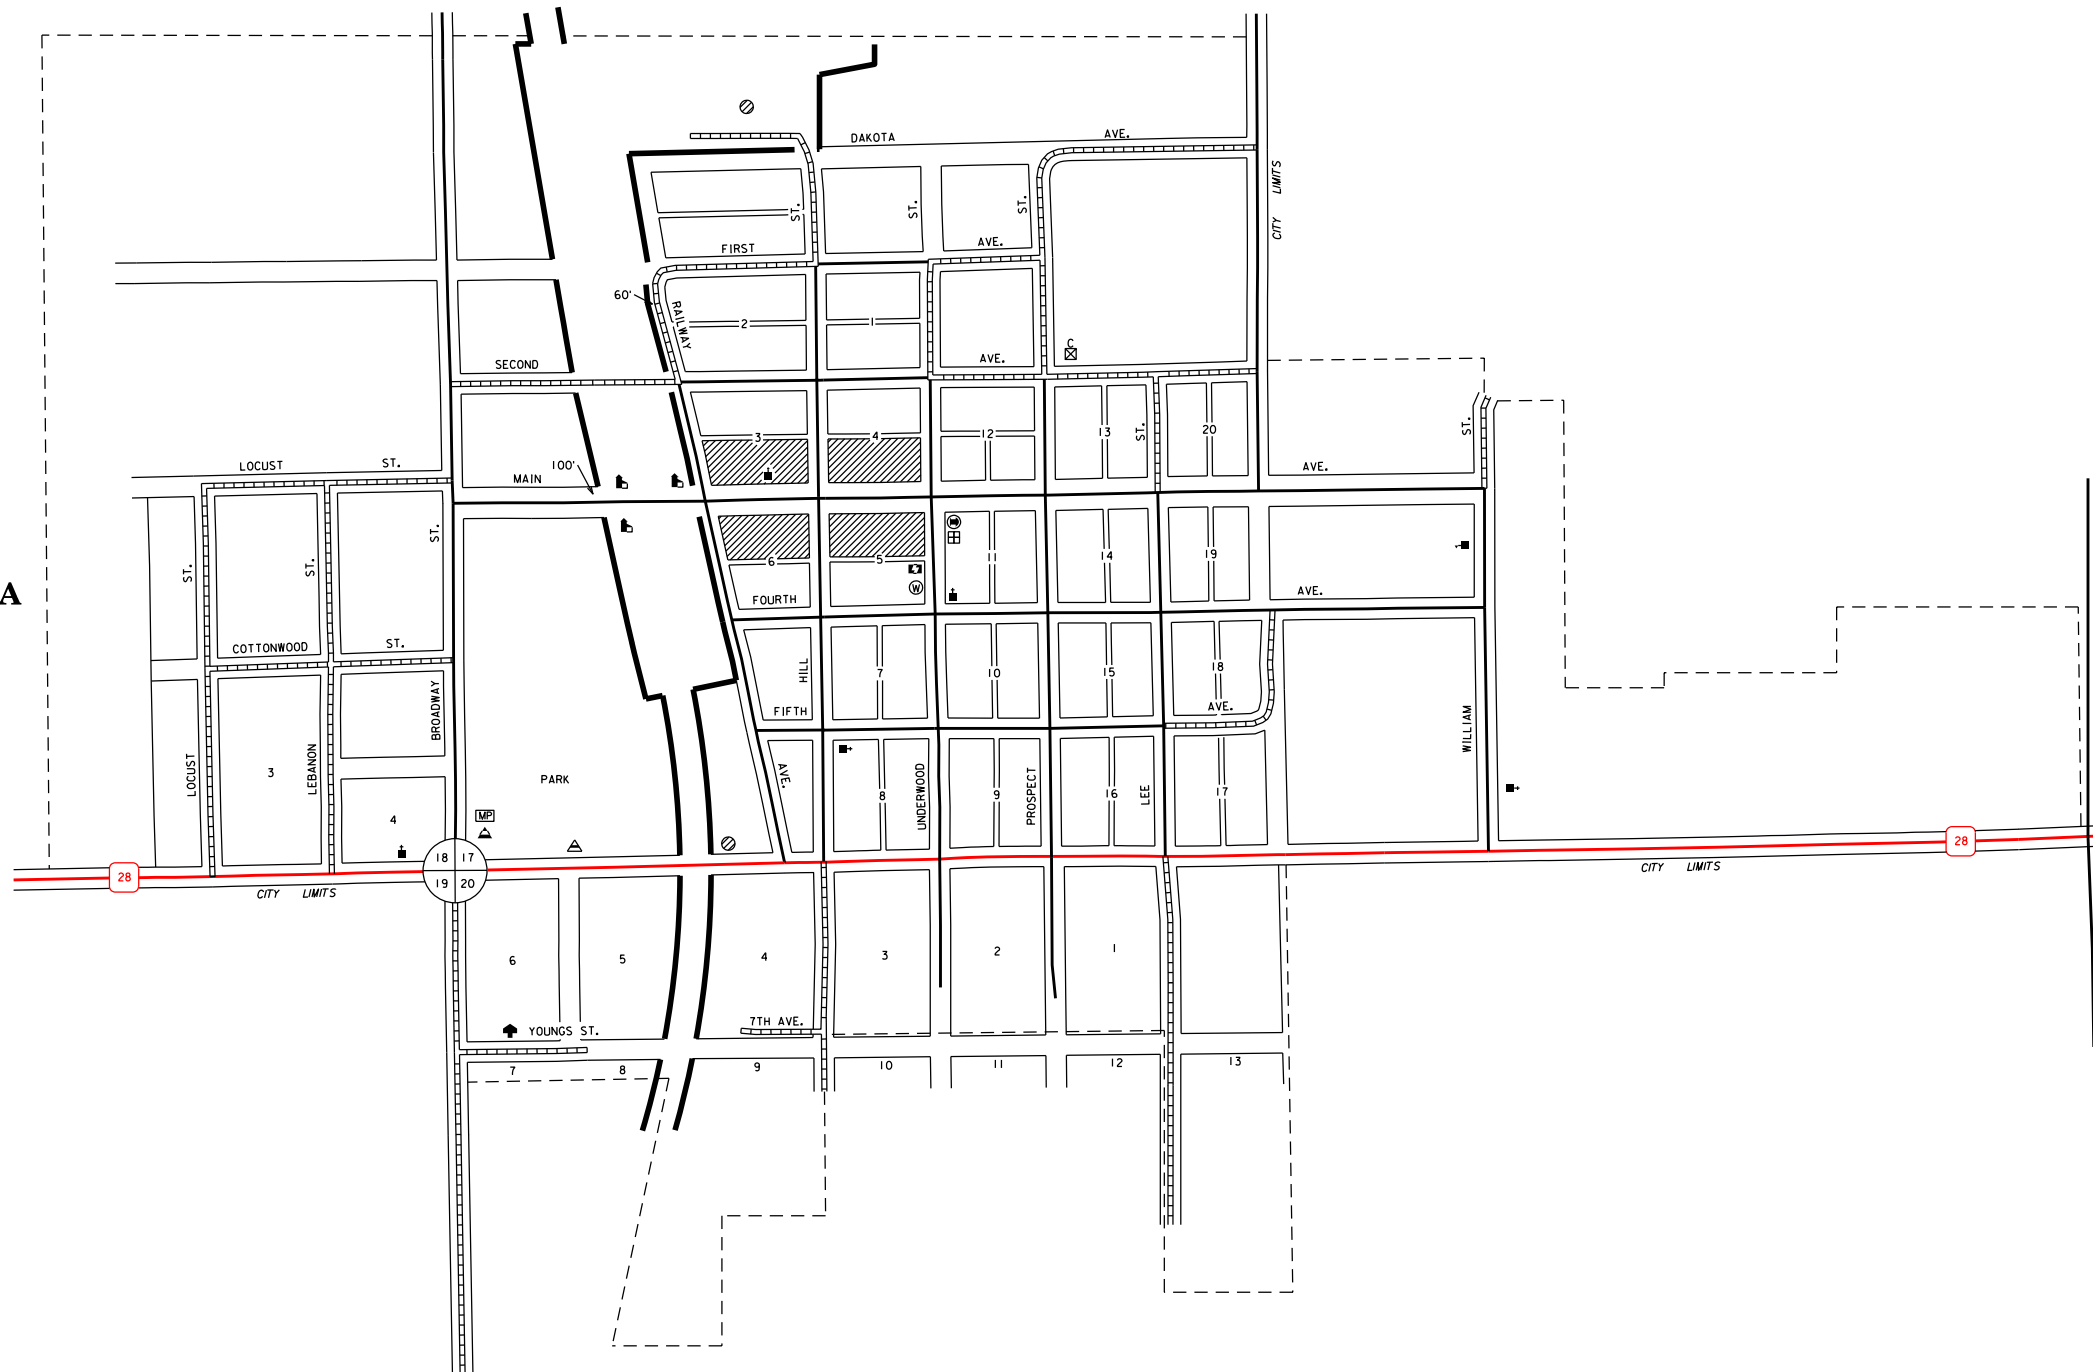 DAKOTA AVE.
CITY LIMITS
ST. ST. ST.
FIRST AVE.
60'
RAILWAY
2 1
C
SECOND AVE.
3 4 12 13 ST. 20 ST.
LOCUST ST.
100'
MAIN AVE.
ST.
ST. ST.
6 5 11 14 19
W
A
FOURTH AVE.
COTTONWOOD ST.
HILL
7 10 15 18
BROADWAY
FIFTH AVE.
WILLIAM
LOCUST
3
LEBANON
PARK
AVE.
8
UNDERWOOD
9
PROSPECT
16
LEE
17
MP
4
18 17
19 20
28
28
CITY LIMITS
CITY LIMITS
6 5 4 3 2 1
YOUNGS ST.
7TH AVE.
7 8 9 10 11 12 13